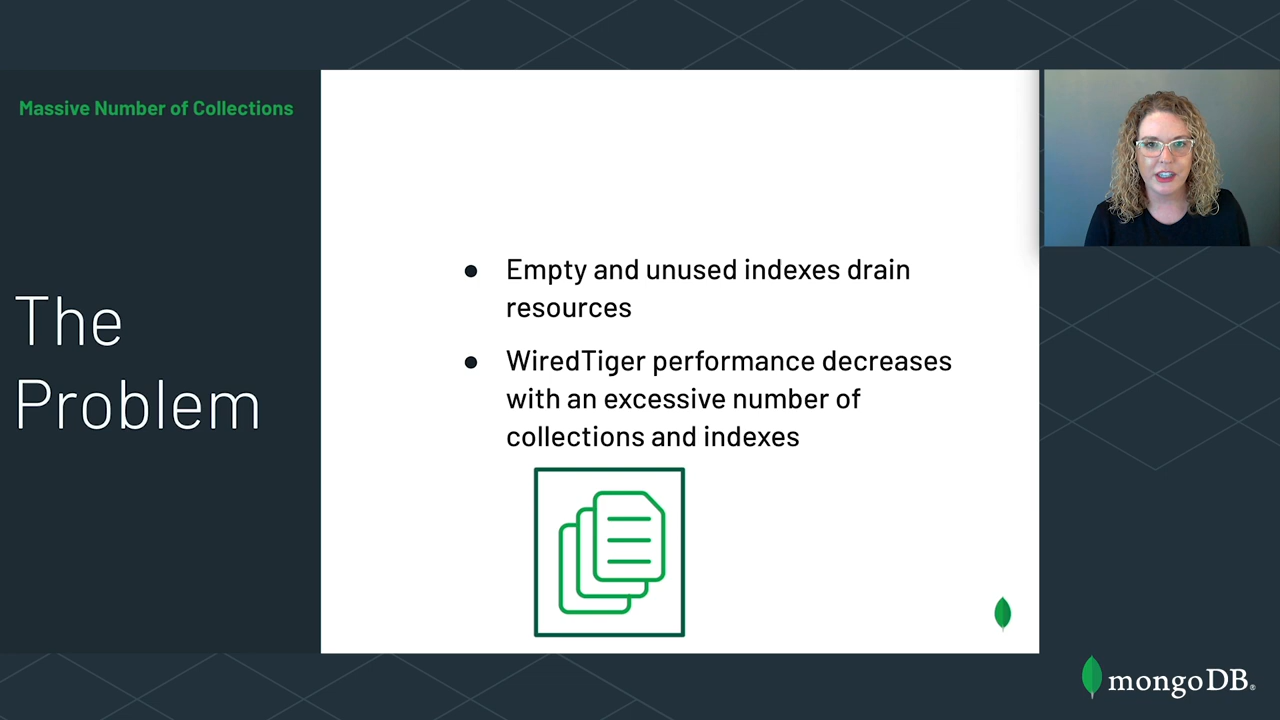 Massive Number of Collections
The
Problem
● Empty and unused indexes drain
resources
● WiredTiger performance decreases
with an excessive number of
collections and indexes
mongoDB®